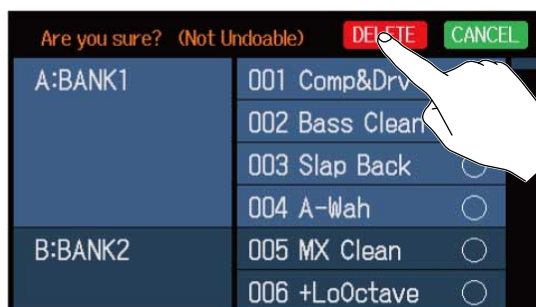 Are you sure? (Not Undoable) DELETE CANCEL
A:BANK1 001 Comp&Drv
002 Bass Clean
003 Slap Back
004 A-Wah
B:BANK2 005 MX Clean
006 +LoOctave